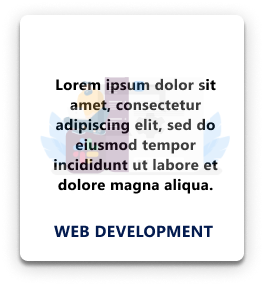 Lorem ipsum dolor sit
amet, consectetur
adipiscing elit, sed do
eiusmod tempor
incididunt ut labore et
dolore magna aliqua.
WEB DEVELOPMENT